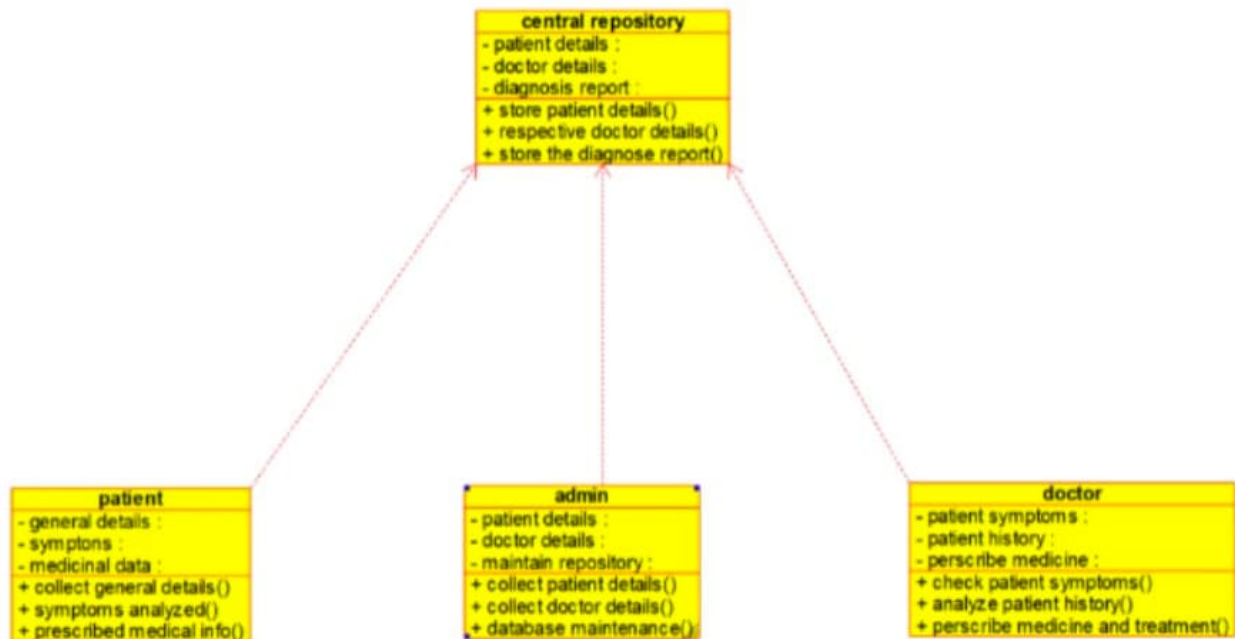 central repository
- patient details :
- doctor details :
- diagnosis report :
+ store patient details()
+ respective doctor details()
+ store the diagnose report()
patient
- general details :
- symptons :
- medicinal data :
+ collect general details()
+ symptoms analyzed()
+ prescribed medical info()
admin
- patient details :
- doctor details :
- maintain repository :
+ collect patient details()
+ collect doctor details()
+ database maintenance()
doctor
- patient symptoms :
- patient history :
- perscribe medicine :
+ check patient symptoms()
+ analyze patient history()
+ perscribe medicine and treatment()